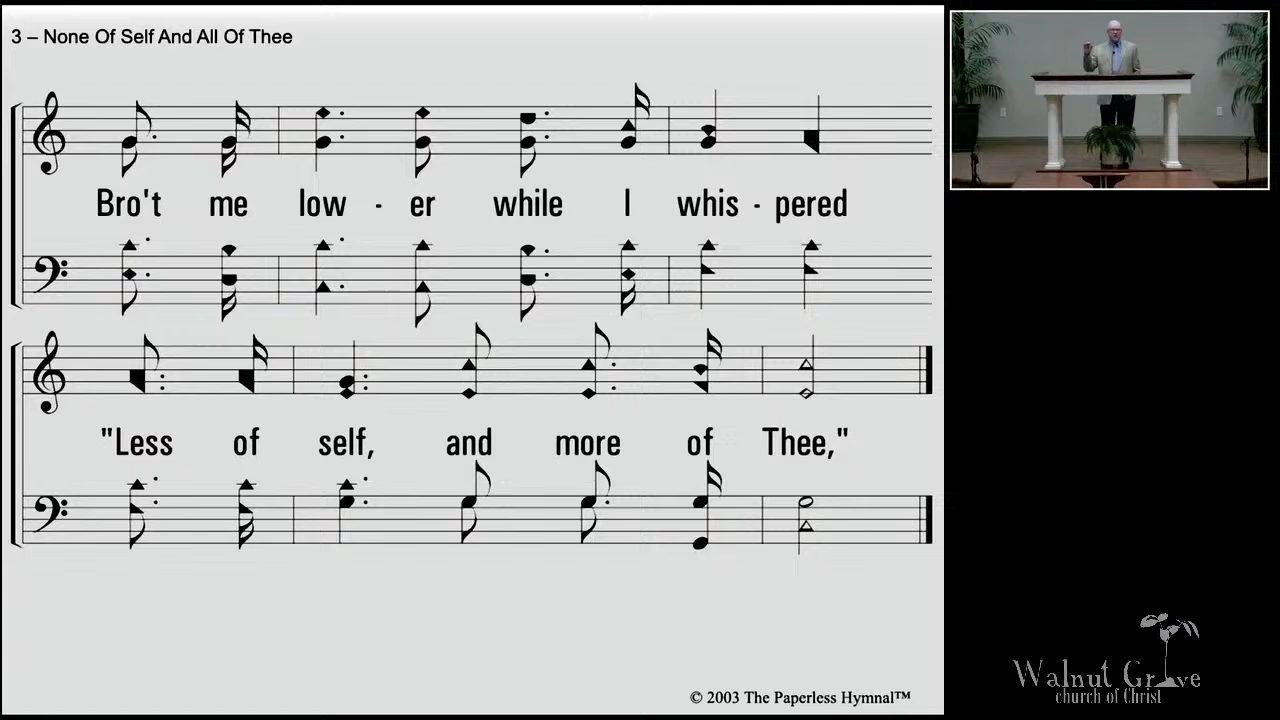 3 – None Of Self And All Of Thee
Bro't me low - er while I whis - pered
"Less of self, and more of Thee,"
© 2003 The Paperless Hymnal™
Walnut Grove
church of Christ